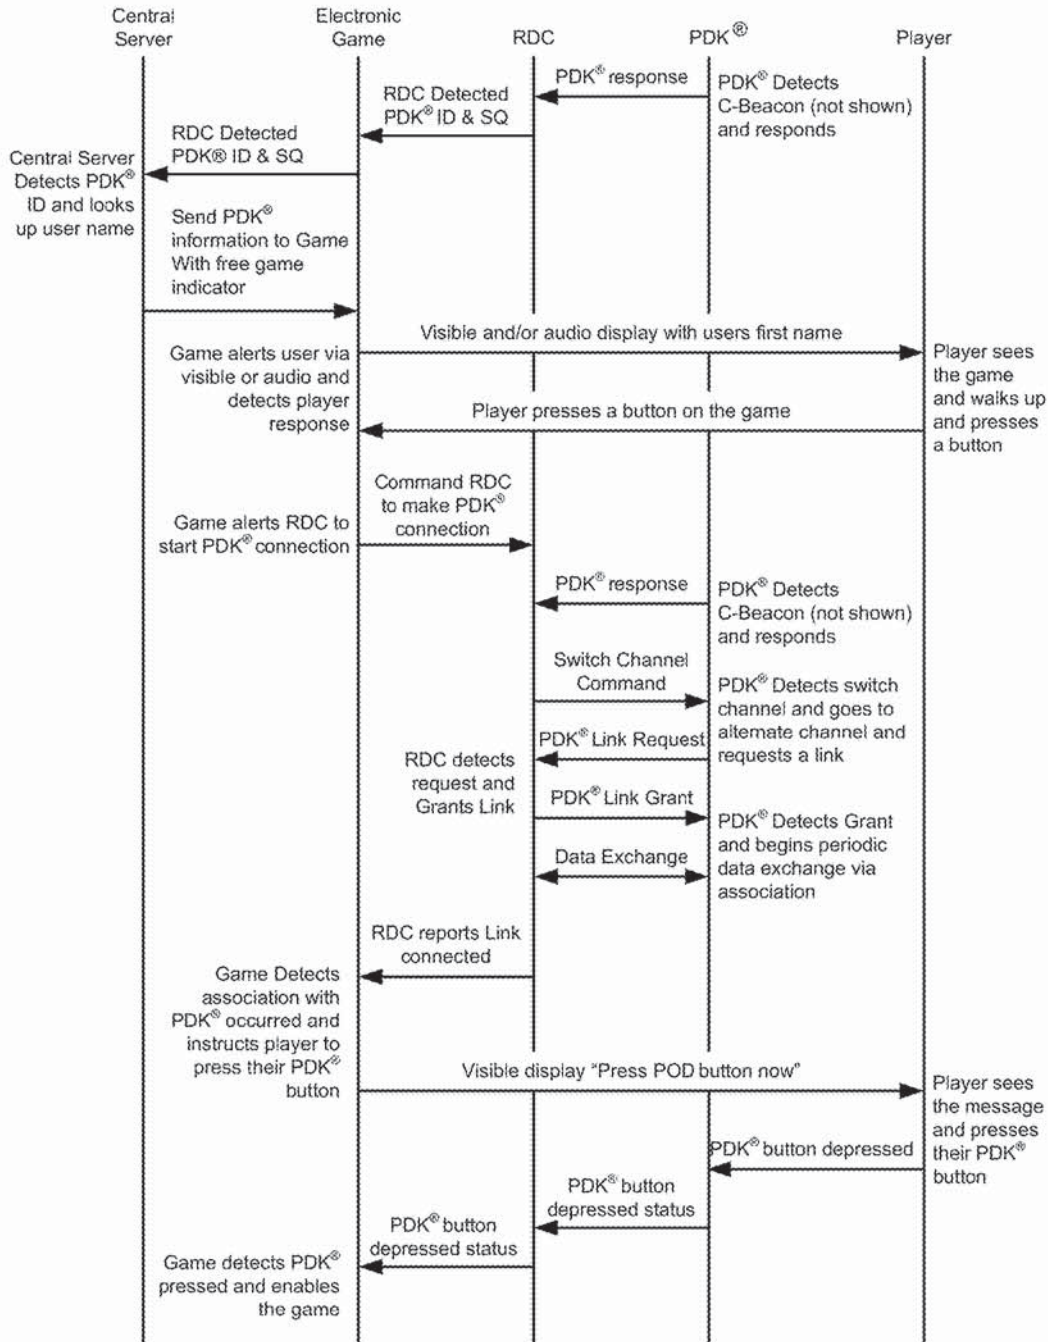 Central
Server
Electronic
Game
RDC
PDK®
Player
PDK® response
PDK® Detects
C-Beacon (not shown)
and responds
RDC Detected
PDK® ID & SQ
RDC Detected
PDK® ID & SQ
Central Server
Detects PDK®
ID and looks
up user name
Send PDK®
information to Game
With free game
indicator
Visible and/or audio display with users first name
Game alerts user via
visible or audio and
detects player
response
Player sees
the game
and walks up
and presses
a button
Player presses a button on the game
Command RDC
to make PDK®
connection
Game alerts RDC to
start PDK® connection
PDK® response
PDK® Detects
C-Beacon (not shown)
and responds
Switch Channel
Command
PDK® Detects switch
channel and goes to
alternate channel and
requests a link
PDK® Link Request
RDC detects
request and
Grants Link
PDK® Link Grant
PDK® Detects Grant
and begins periodic
data exchange via
association
Data Exchange
RDC reports Link
connected
Game Detects
association with
PDK® occurred and
instructs player to
press their PDK®
button
Visible display "Press POD button now"
Player sees
the message
and presses
their PDK®
button
PDK® button depressed
PDK® button
depressed status
PDK® button
depressed status
Game detects PDK®
pressed and enables
the game